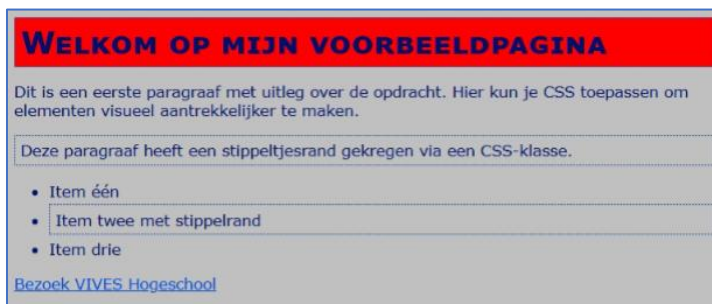 Welkom op mijn voorbeeldpagina
Dit is een eerste paragraaf met uitleg over de opdracht. Hier kun je CSS toepassen om
elementen visueel aantrekkelijker te maken.
Deze paragraaf heeft een stippeltjesrand gekregen via een CSS-klasse.
• Item één
• Item twee met stippelrand
• Item drie
Bezoek VIVES Hogeschool